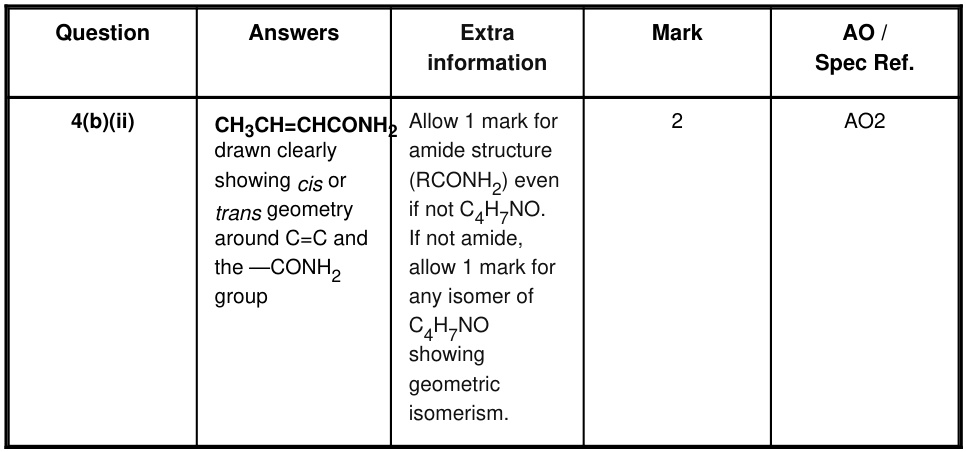 Question Answers Extra information Mark AO / Spec Ref.
4(b)(ii)
CH₃CH=CHCONH₂
drawn clearly
showing cis or
trans geometry
around C=C and
the —CONH₂
group
Allow 1 mark for
amide structure
(RCONH₂) even
if not C₄H₇NO.
If not amide,
allow 1 mark for
any isomer of
C₄H₇NO
showing
geometric
isomerism.
2
AO2